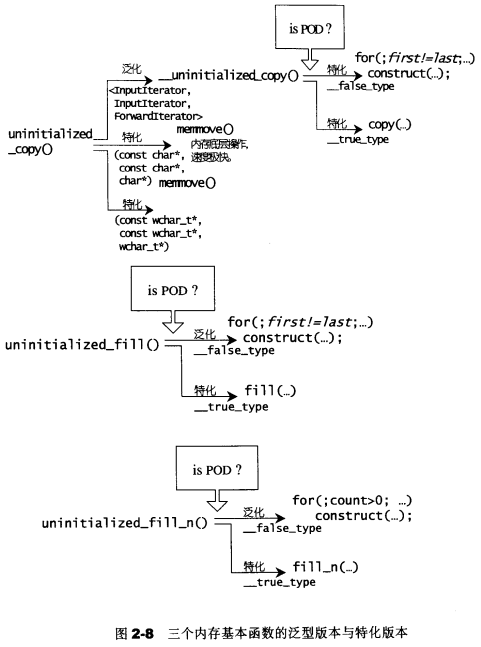 is POD ?
for(;first!=last;…)
泛化
特化
construct(…);
__uninitialized_copy()
__false_type
<InputIterator,
InputIterator,
ForwardIterator>
特化
copy(…)
__true_type
uninitialized
_copy()
特化
memmove()
内存底层操作,
速度极快。
(const char*,
const char*,
char*)
memmove()
特化
(const wchar_t*,
const wchar_t*,
wchar_t*)
is POD ?
for(;first!=last;…)
泛化
construct(…);
uninitialized_fill()
__false_type
特化
fill(…)
__true_type
is POD ?
for(;count>0; …)
泛化
construct(…);
uninitialized_fill_n()
__false_type
特化
fill_n(…)
__true_type
图 2-8 三个内存基本函数的泛型版本与特化版本